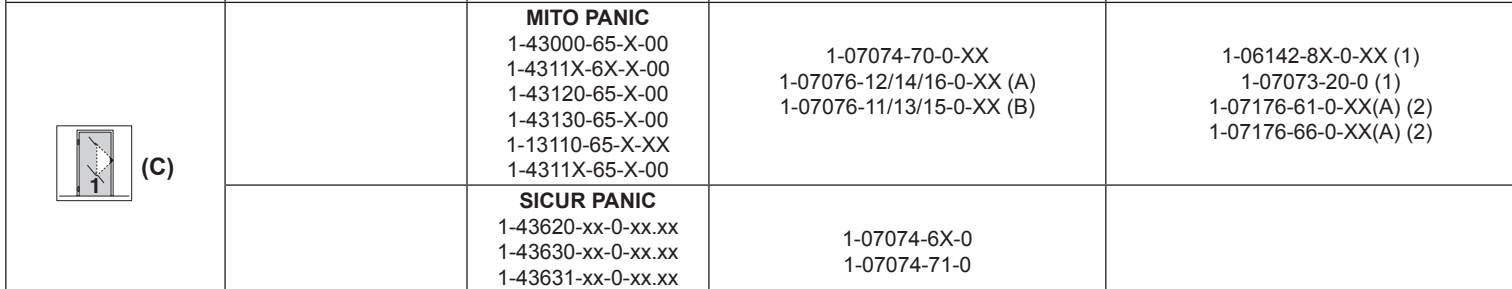 MITO PANIC
1-43000-65-X-00
1-4311X-6X-X-00
1-43120-65-X-00
1-43130-65-X-00
1-13110-65-X-XX
1-4311X-65-X-00
1-07074-70-0-XX
1-07076-12/14/16-0-XX (A)
1-07076-11/13/15-0-XX (B)
1-06142-8X-0-XX (1)
1-07073-20-0 (1)
1-07176-61-0-XX(A) (2)
1-07176-66-0-XX(A) (2)
1
(C)
SICUR PANIC
1-43620-xx-0-xx.xx
1-43630-xx-0-xx.xx
1-43631-xx-0-xx.xx
1-07074-6X-0
1-07074-71-0